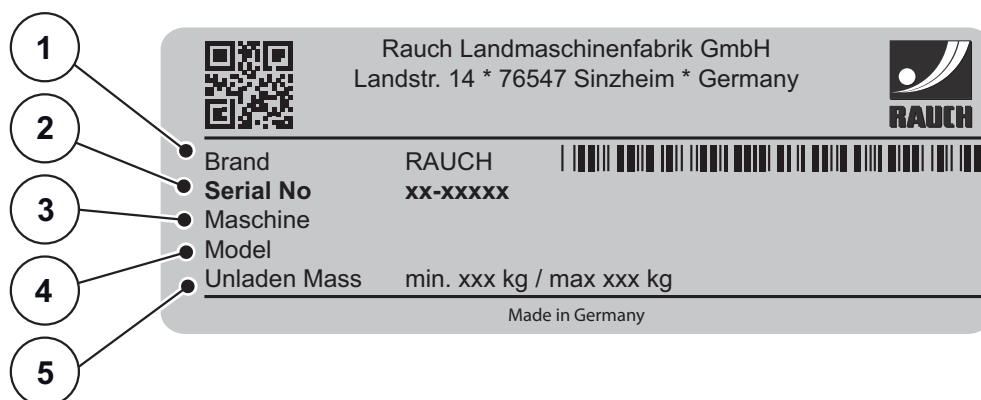 1
2
3
4
5
Rauch Landmaschinenfabrik GmbH
Landstr. 14 * 76547 Sinzheim * Germany
RAUCH
Brand RAUCH
Serial No xx-xxxxx
Maschine
Model
Unladen Mass min. xxx kg / max xxx kg
Made in Germany